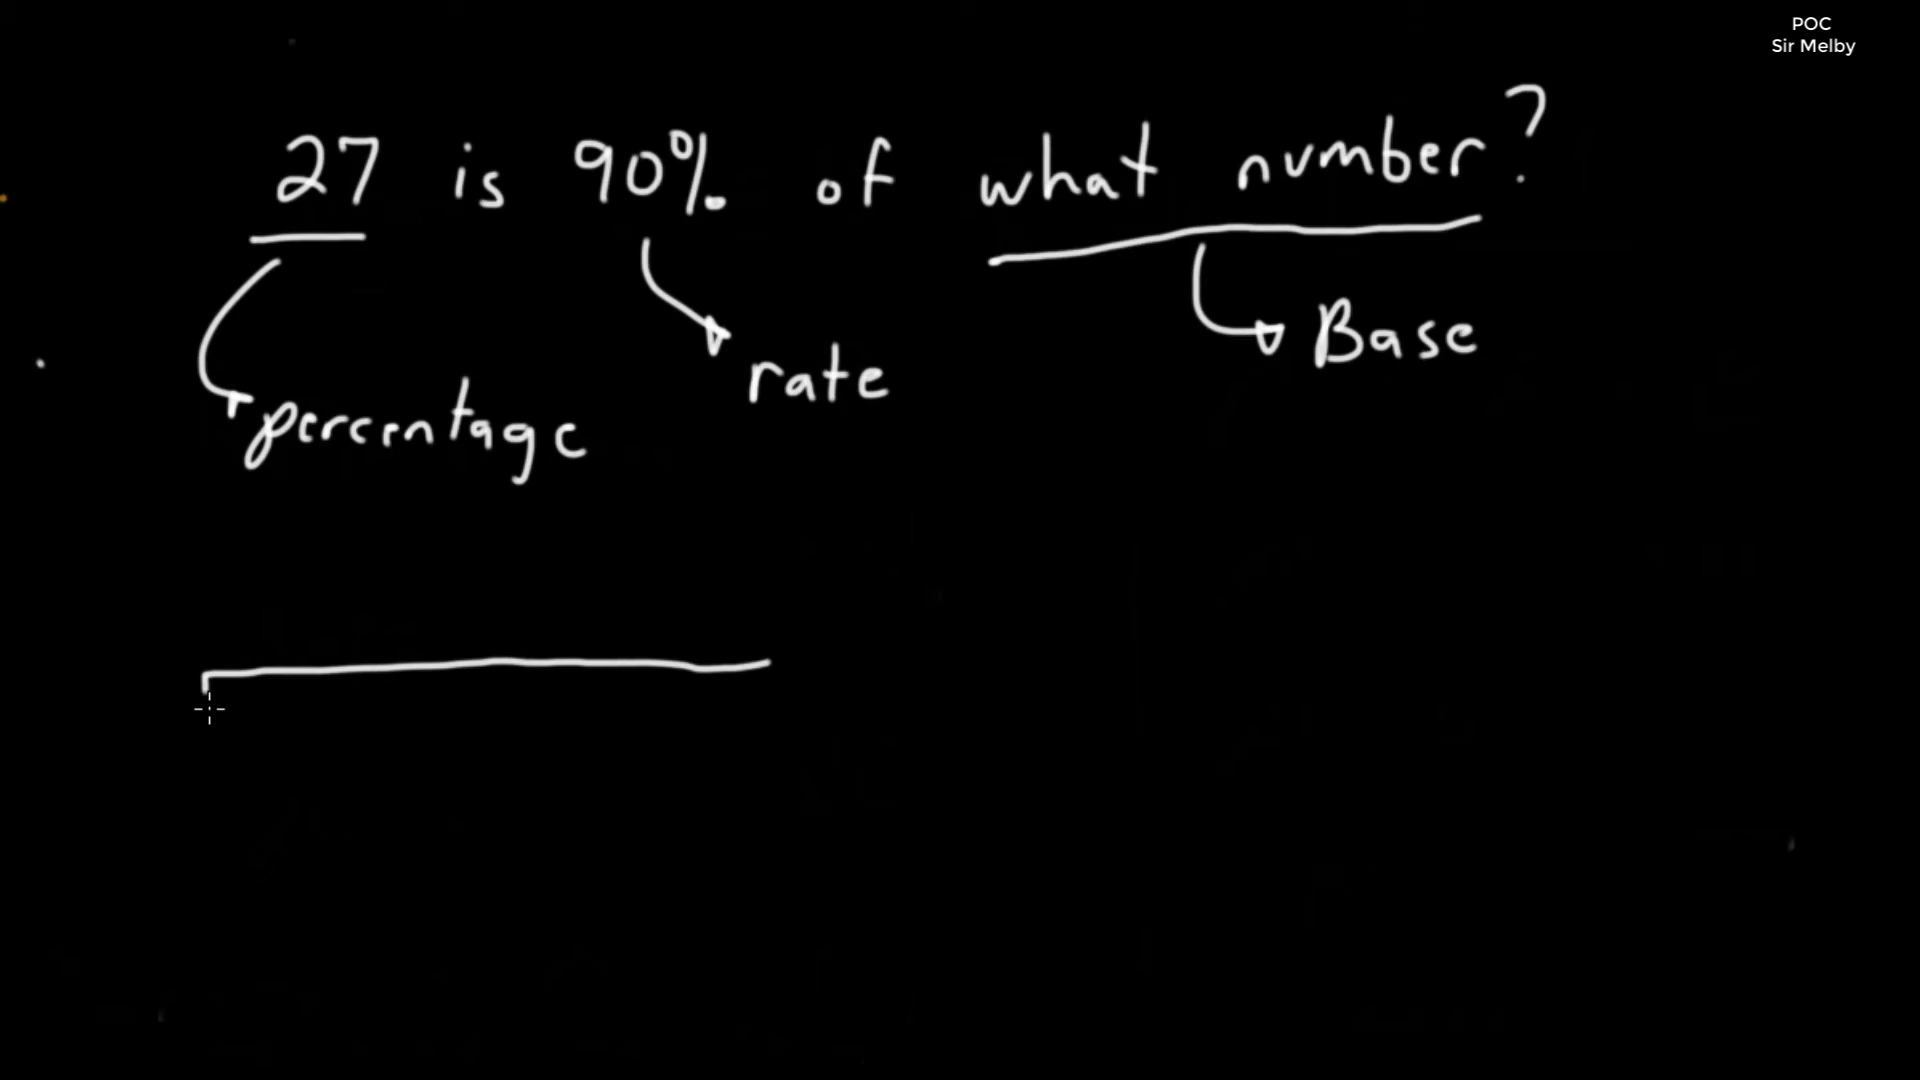 POC
Sir Melby
27 is 90% of what number?
Base
rate
percentage